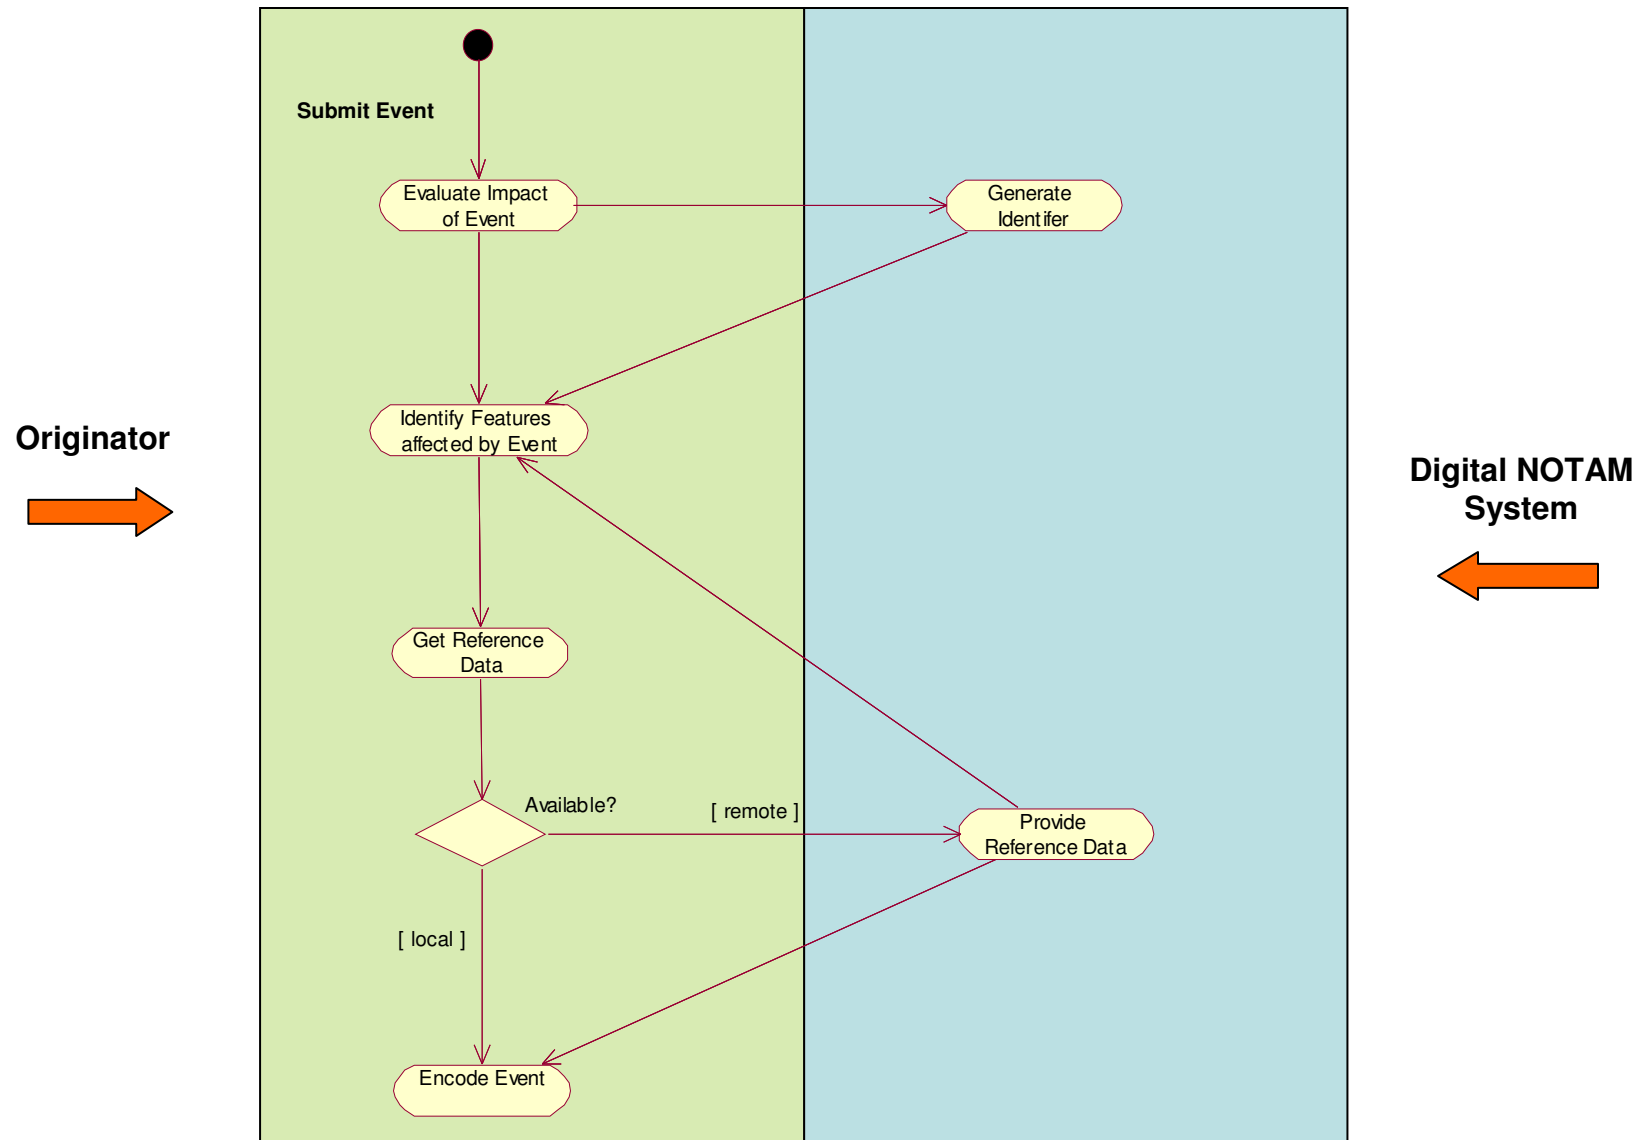 Submit Event
Evaluate Impact
of Event
Generate
Identifer
Identify Features
affected by Event
Originator
Digital NOTAM
System
Get Reference
Data
Available?
[ remote ]
Provide
Reference Data
[ local ]
Encode Event